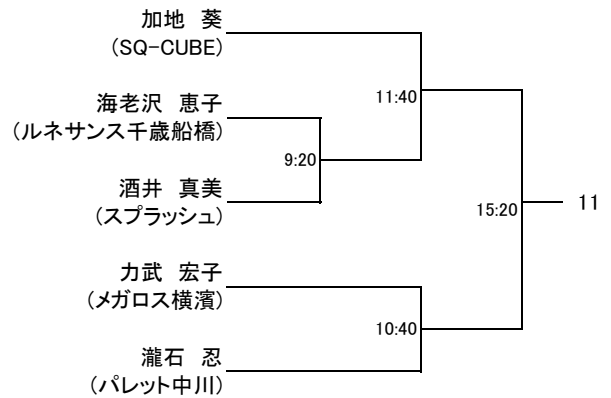 加地　葵
(SQ-CUBE)
11:40
海老沢　恵子
(ルネサンス千歳船橋)
9:20
酒井　真美
(スプラッシュ)
15:20
11
力武　宏子
(メガロス横濱)
10:40
瀧石　忍
(パレット中川)